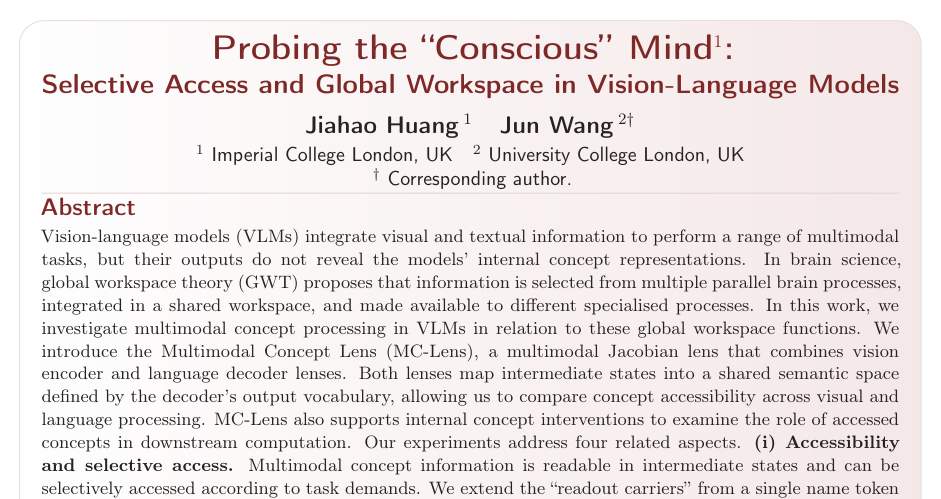 Probing the “Conscious” Mind¹:
Selective Access and Global Workspace in Vision-Language Models
Jiahao Huang ¹ Jun Wang ²†
¹ Imperial College London, UK ² University College London, UK
† Corresponding author.
Abstract
Vision-language models (VLMs) integrate visual and textual information to perform a range of multimodal
tasks, but their outputs do not reveal the models’ internal concept representations. In brain science,
global workspace theory (GWT) proposes that information is selected from multiple parallel brain processes,
integrated in a shared workspace, and made available to different specialised processes. In this work, we
investigate multimodal concept processing in VLMs in relation to these global workspace functions. We
introduce the Multimodal Concept Lens (MC-Lens), a multimodal Jacobian lens that combines vision
encoder and language decoder lenses. Both lenses map intermediate states into a shared semantic space
defined by the decoder’s output vocabulary, allowing us to compare concept accessibility across visual and
language processing. MC-Lens also supports internal concept interventions to examine the role of accessed
concepts in downstream computation. Our experiments address four related aspects. (i) Accessibility
and selective access. Multimodal concept information is readable in intermediate states and can be
selectively accessed according to task demands. We extend the “readout carriers” from a single name token